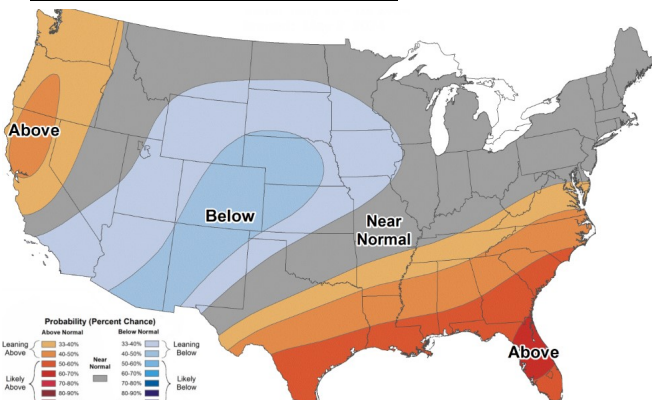 Above
Below
Near
Normal
Above
Probability (Percent Chance)
Above Normal
Below Normal
Leaning
Above
33-40%
40-50%
50-60%
60-70%
70-80%
80-90%
Likely
Above
Near
Normal
33-40%
40-50%
50-60%
60-70%
70-80%
80-90%
Leaning
Below
Likely
Below